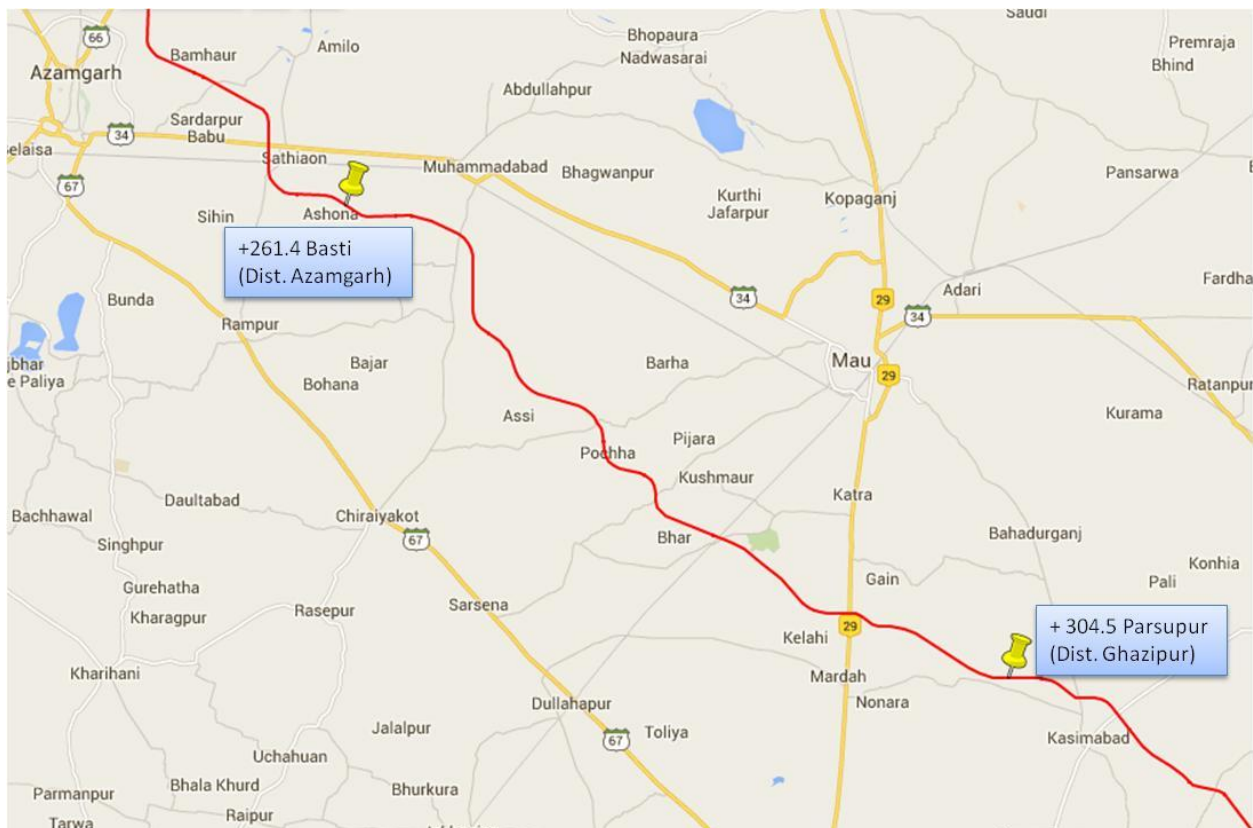 Saudi
Bhopaura
Nadwasarai
Premraja
Bhind
66
Bamhaur
Amilo
Azamgarh
Abdullahpur
Sardarpur
Babu
34
Selaisa
Sathiaon
Muhammadabad
Bhagwanpur
Pansarwa
67
Kurthi
Jafarpur
Kopaganj
Sihin
Ashona
+261.4 Basti
(Dist. Azamgarh)
Fardha
Adari
Bunda
34
29
34
Rampur
jbhar
e Paliya
Bajar
Bohana
Barha
Mau
29
Ratanpur
Assi
Kurama
Pijara
Pochha
Kushmaur
Katra
Daultabad
Chiraiyakot
Bachhawal
Singhpur
67
Bhar
Bahadurganj
Konhia
Gurehatha
Gain
Pali
Kharagpur
Rasepur
Sarsena
29
+ 304.5 Parsupur
(Dist. Ghazipur)
Kelahi
Kharihani
Mardah
Nonara
Dullahapur
Jalalpur
Toliya
67
Kasimabad
Uchahuan
Bhala Khurd
Bhurkura
Parmanpur
Raipur
Tarwa